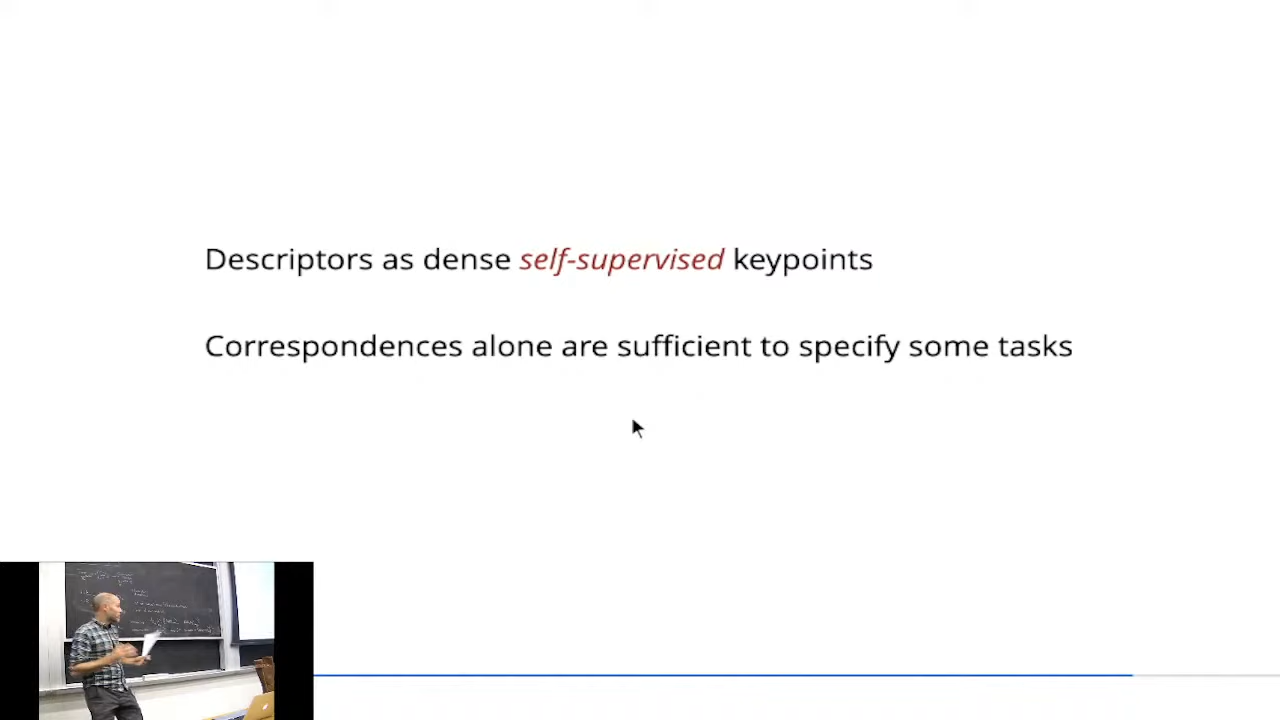 Descriptors as dense self-supervised keypoints
Correspondences alone are sufficient to specify some tasks